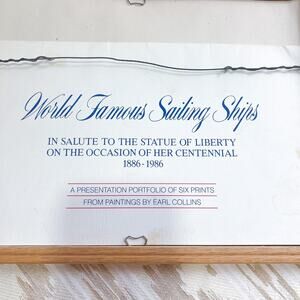 World Famous Sailing Ships
IN SALUTE TO THE STATUE OF LIBERTY
ON THE OCCASION OF HER CENTENNIAL
1886-1986
A PRESENTATION PORTFOLIO OF SIX PRINTS
FROM PAINTINGS BY EARL COLLINS